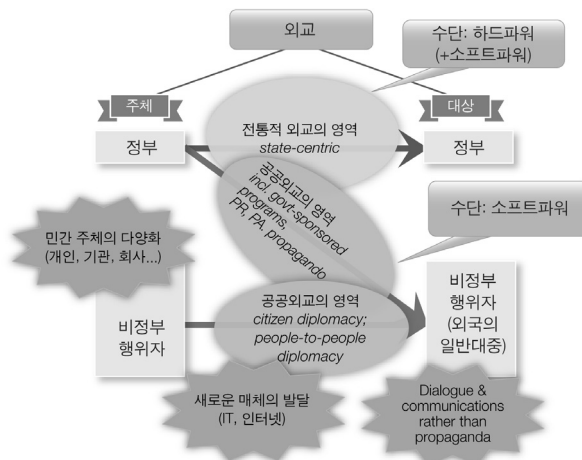 외교
수단: 하드파워
(+소프트파워)
주체
대상
정부
전통적 외교의 영역
state-centric
정부
공공외교의 영역
incl. govt-sponsored
programs,
PR, PA, propagando
수단: 소프트파워
민간 주체의 다양화
(개인, 기관, 회사...)
비정부
행위자
공공외교의 영역
citizen diplomacy;
people-to-people
diplomacy
비정부
행위자
(외국의
일반대중)
새로운 매체의 발달
(IT, 인터넷)
Dialogue &
communications
rather than
propaganda